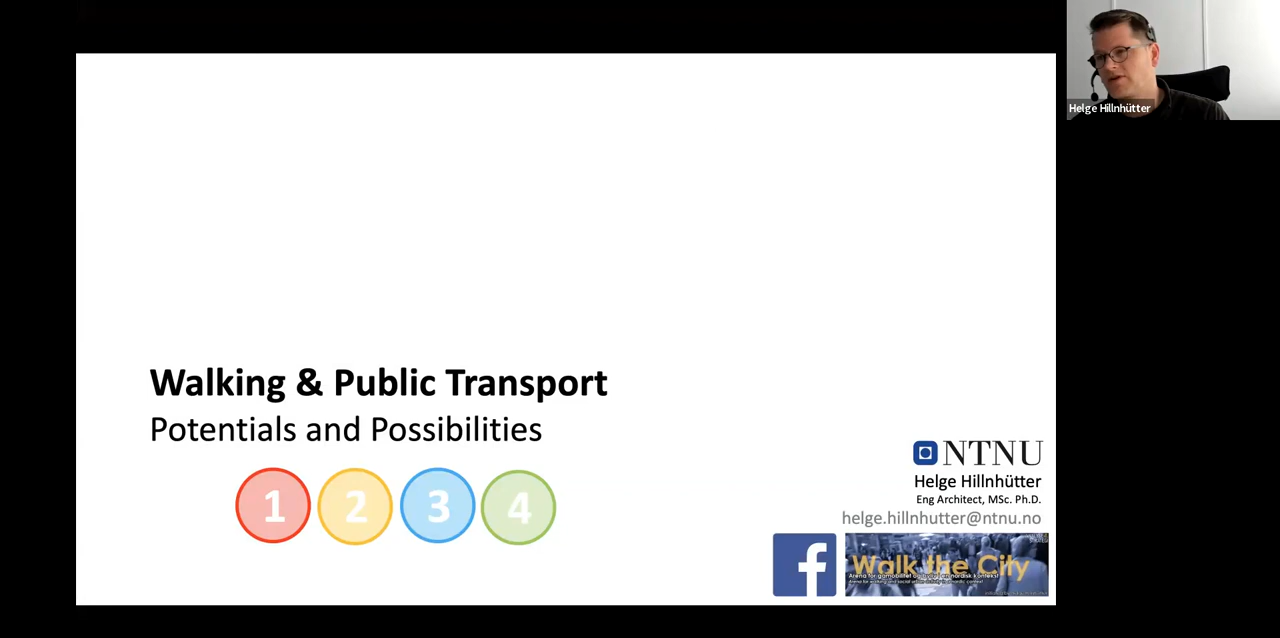 Helge Hillnhütter
Walking & Public Transport
Potentials and Possibilities
1 2 3 4
NTNU
Helge Hillnhütter
Eng Architect, MSc. Ph.D.
helge.hillnhutter@ntnu.no
f
Walk the City